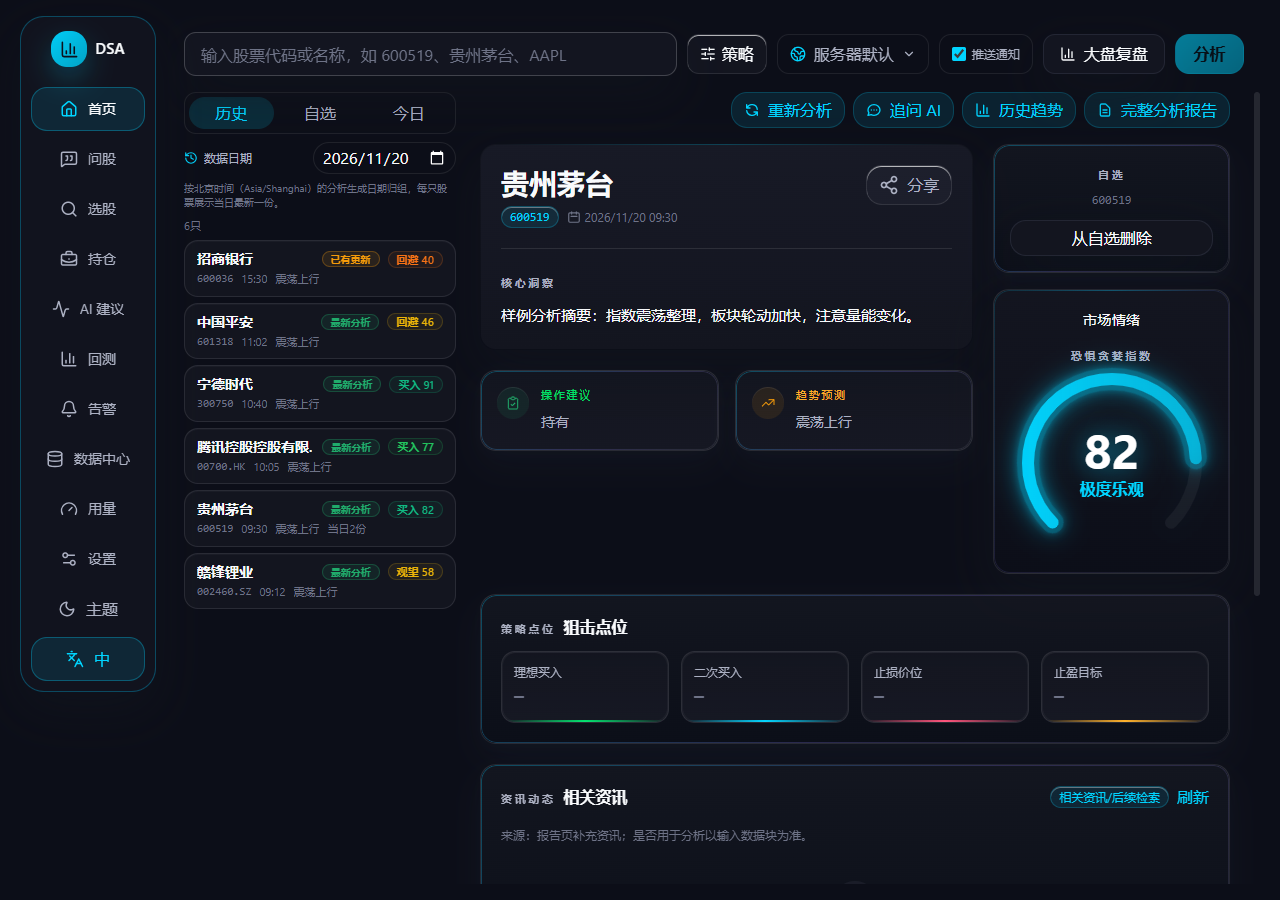 DSA
首页
问股
选股
持仓
AI 建议
回测
告警
数据中心
用量
设置
主题
中
输入股票代码或名称，如 600519、贵州茅台、AAPL
策略
服务器默认
推送通知
大盘复盘
分析
历史
自选
今日
数据日期
2026/11/20
按北京时间（Asia/Shanghai）的分析生成日期归组，每只股
票展示当日最新一份。
6只
招商银行 已有更新 回避 40
600036 15:30 震荡上行
中国平安 最新分析 回避 46
601318 11:02 震荡上行
宁德时代 最新分析 买入 91
300750 10:40 震荡上行
腾讯控股控股有限. 最新分析 买入 77
00700.HK 10:05 震荡上行
贵州茅台 最新分析 买入 82
600519 09:30 震荡上行 当日2份
赣锋锂业 最新分析 观望 58
002460.SZ 09:12 震荡上行
重新分析
追问 AI
历史趋势
完整分析报告
贵州茅台
分享
600519
2026/11/20 09:30
核心洞察
样例分析摘要：指数震荡整理，板块轮动加快，注意量能变化。
操作建议
持有
趋势预测
震荡上行
自选
600519
从自选删除
市场情绪
恐惧贪婪指数
82
极度乐观
策略点位 狙击点位
理想买入
—
二次买入
—
止损价位
—
止盈目标
—
资讯动态 相关资讯
相关资讯/后续检索
刷新
来源：报告页补充资讯；是否用于分析以输入数据块为准。